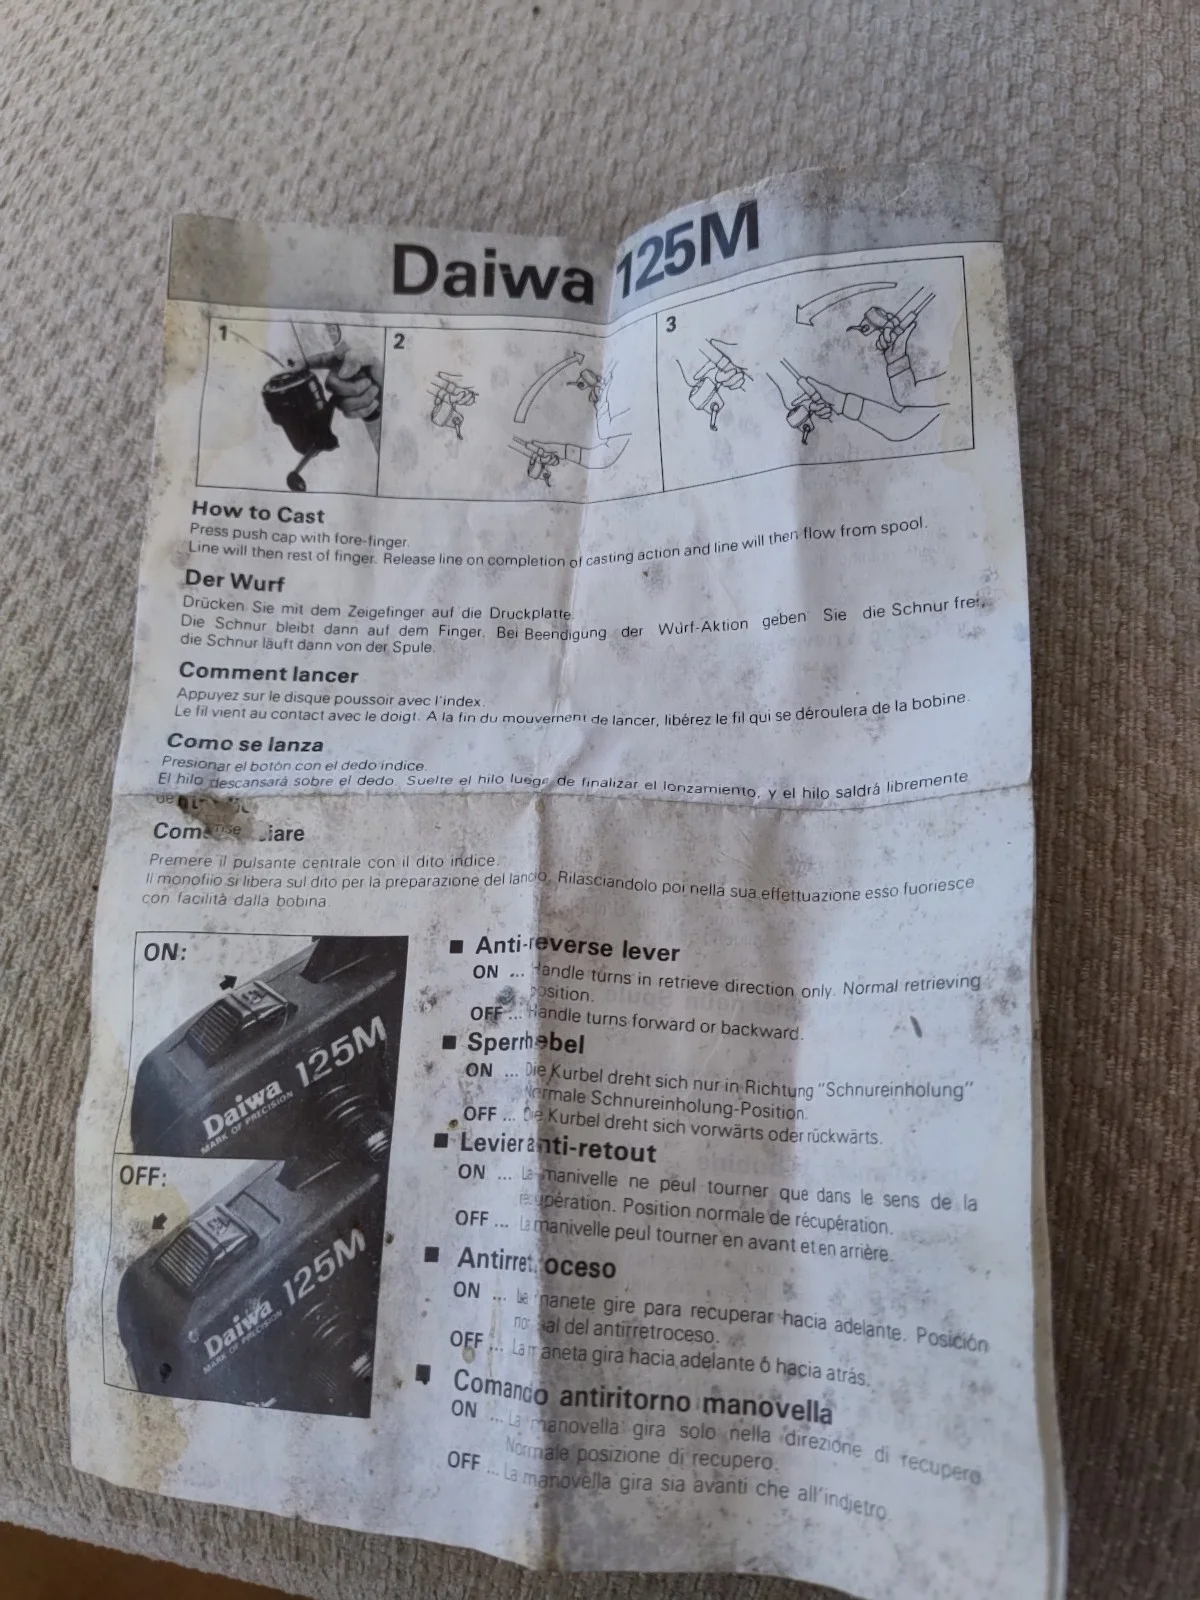 Daiwa 125M
1
2
3
How to Cast
Press push cap with fore-finger.
Line will then rest of finger. Release line on completion of casting action and line will then flow from spool.
Der Wurf
Drücken Sie mit dem Zeigefinger auf die Druckplatte.
Die Schnur bleibt dann auf dem Finger. Bei Beendigung der Wurf-Aktion geben Sie die Schnur frei,
die Schnur läuft dann von der Spule.
Comment lancer
Appuyez sur le disque poussoir avec l'index.
Le fil vient au contact avec le doigt. A la fin du mouvement de lancer, libérez le fil qui se déroulera de la bobine.
Como se lanza
Presionar el botón con el dedo indice.
El hilo descansará sobre el dedo. Suelte el hilo luego de finalizar el lonzamiento, y el hilo saldrá libremente
Premere il pulsante centrale con il dito indice.
Il monofilo si libera sul dito per la preparazione del lancio. Rilasciandolo poi nella sua effettuazione esso fuoriesce
con facilità dalla bobina.
ON:
Daiwa 125M
MARK OF PRECISION
OFF:
Daiwa 125M
MARK OF PRECISION
■ Anti-reverse lever
ON ... Handle turns in retrieve direction only. Normal retrieving
position.
OFF ... Handle turns forward or backward.
■ Sperrhebel
ON ... Die Kurbel dreht sich nur in Richtung "Schnureinholung"
Normale Schnureinholung-Position.
OFF ... Die Kurbel dreht sich vorwärts oder rückwärts.
■ Levier anti-retout
ON ... La manivelle ne peul tourner que dans le sens de la
récupération. Position normale de récupération.
OFF ... La manivelle peul tourner en avant et en arrière.
■ Antirretroceso
ON ... La manete gire para recuperar hacia adelante. Posición
normal del antirretroceso.
OFF ... La maneta gira hacia adelante ó hacia atrás.
■ Comando antiritorno manovella
ON ... La manovella gira solo nella direzione di recupero
Normale posizione di recupero.
OFF ... La manovella gira sia avanti che all'indietro